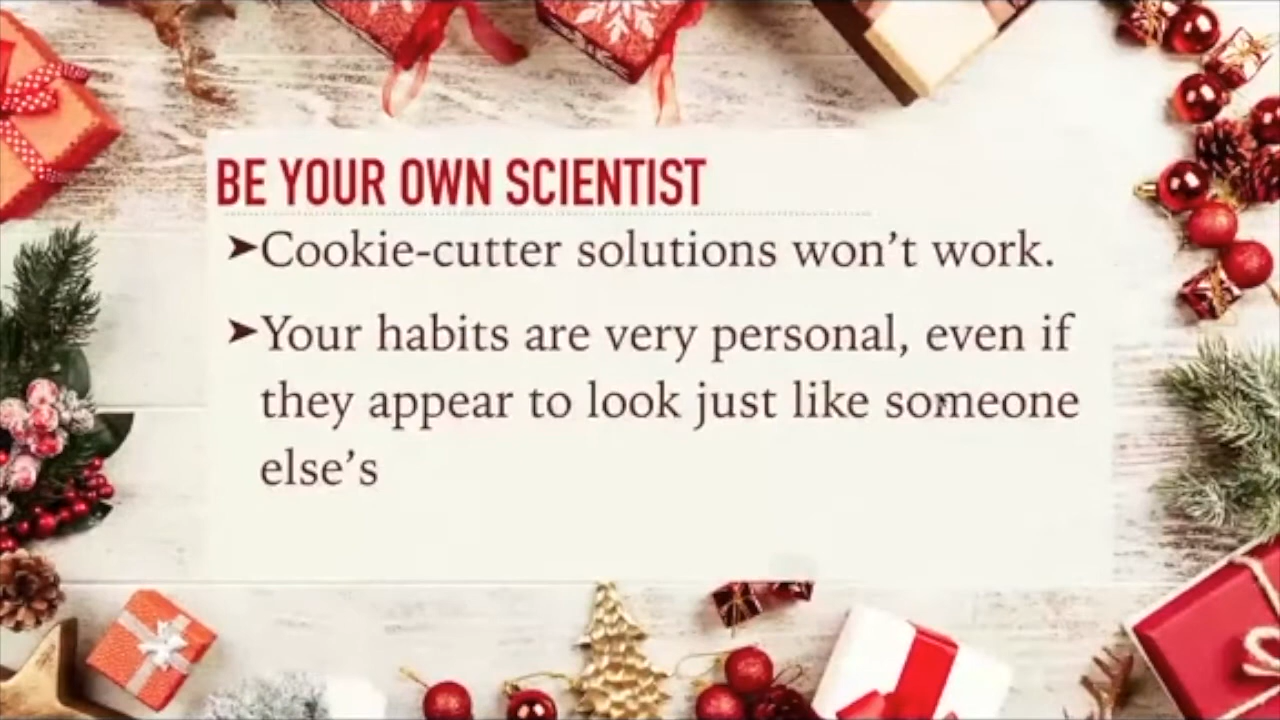 BE YOUR OWN SCIENTIST
➤Cookie-cutter solutions won’t work.
➤Your habits are very personal, even if
they appear to look just like someone
else’s